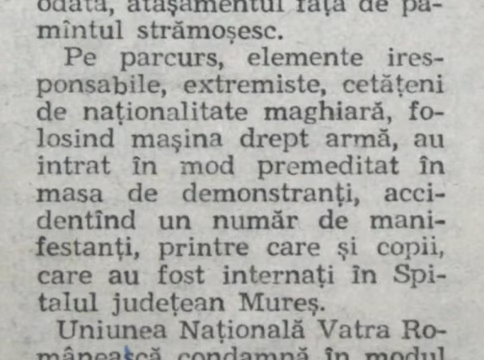 odată, atașamentul față de pă-
mîntul strămoșesc.
Pe parcurs, elemente ires-
ponsabile, extremiste, cetățeni
de naționalitate maghiară, fo-
losind mașina drept armă, au
intrat în mod premeditat în
masa de demonstranți, acci-
dentînd un număr de mani-
festanți, printre care și copii,
care au fost internați în Spi-
talul județean Mureș.
Uniunea Națională Vatra Ro-
mânească condamnă în modul